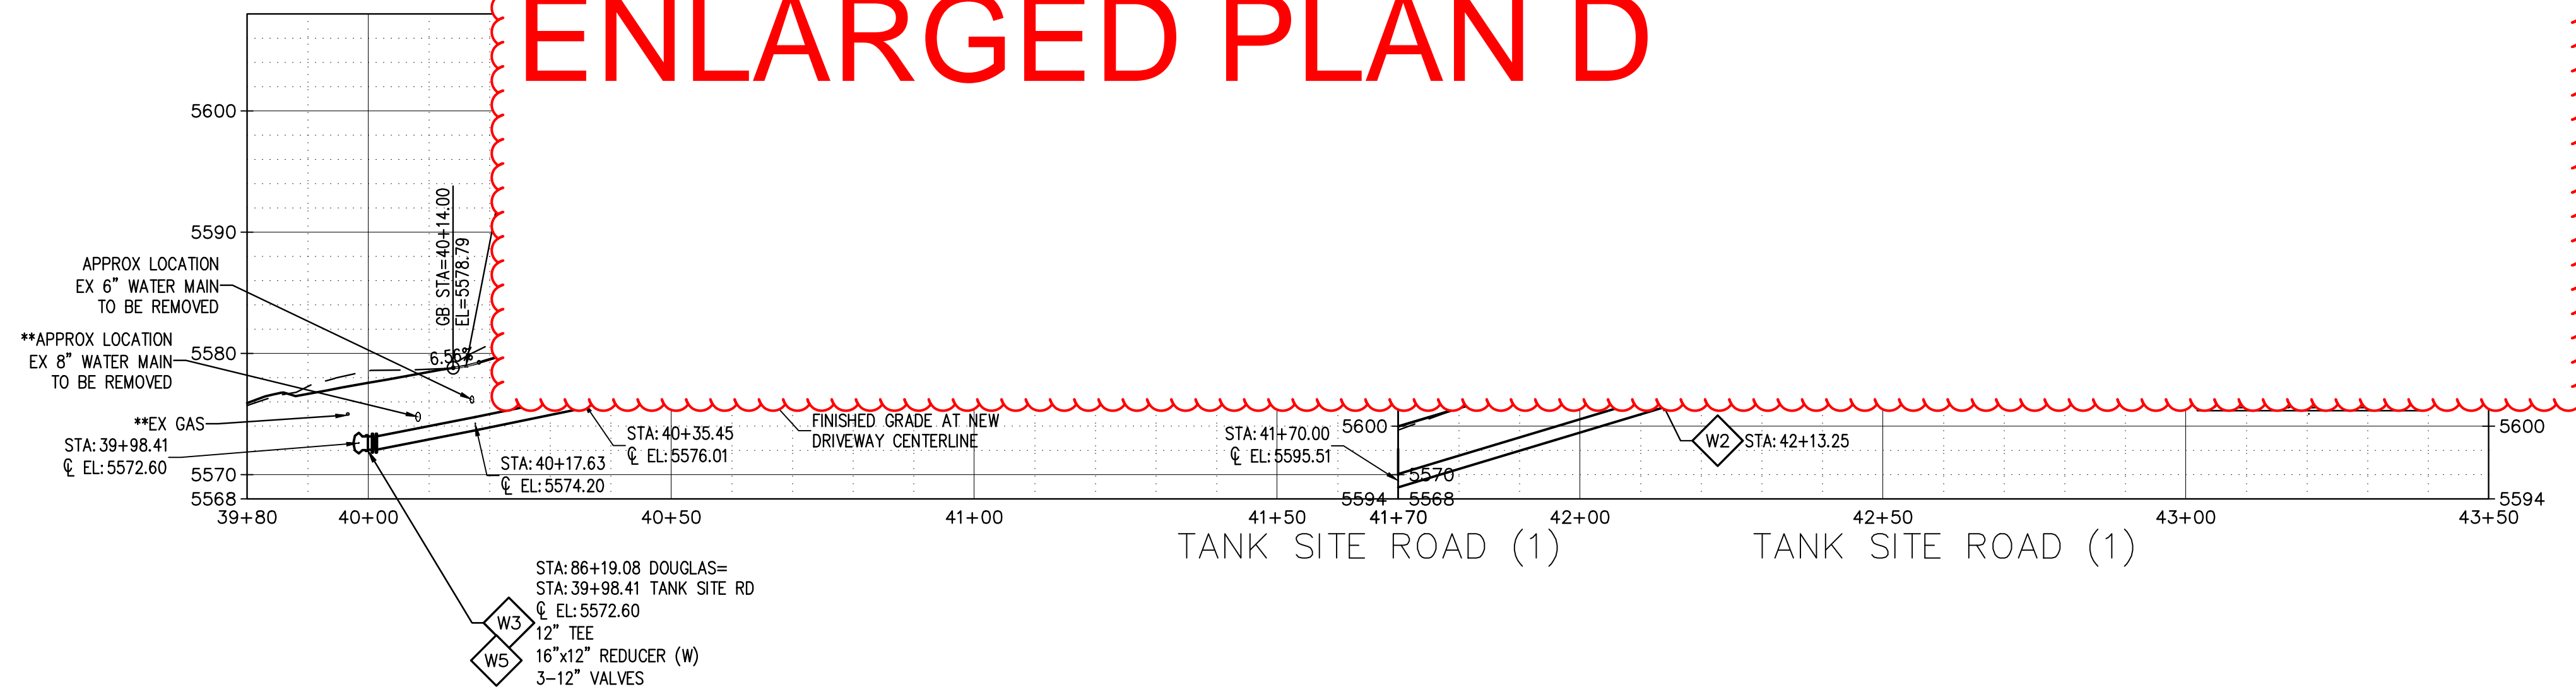 ENLARGED PLAN D
5600
5590
5580
5570
5568
GB STA=40+14.00
EL=5578.79
6.56%
APPROX LOCATION
EX 6" WATER MAIN
TO BE REMOVED
**APPROX LOCATION
EX 8" WATER MAIN
TO BE REMOVED
**EX GAS
STA:39+98.41
℄ EL:5572.60
STA:40+17.63
℄ EL:5574.20
STA:40+35.45
℄ EL:5576.01
FINISHED GRADE AT NEW
DRIVEWAY CENTERLINE
STA:41+70.00
℄ EL:5595.51
5600
5570
5594 5568
W2 STA:42+13.25
5600
5594
39+80 40+00 40+50 41+00 41+50 41+70 42+00 42+50 43+00 43+50
TANK SITE ROAD (1) TANK SITE ROAD (1)
STA:86+19.08 DOUGLAS=
STA:39+98.41 TANK SITE RD
℄ EL:5572.60
W3
12" TEE
W5
16"x12" REDUCER (W)
3-12" VALVES